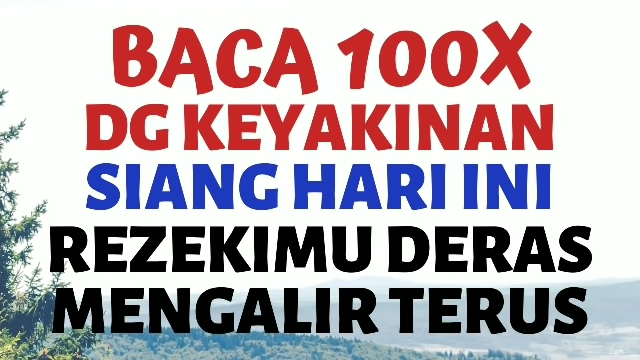 BACA 100X
DG KEYAKINAN
SIANG HARI INI
REZEKIMU DERAS
MENGALIR TERUS